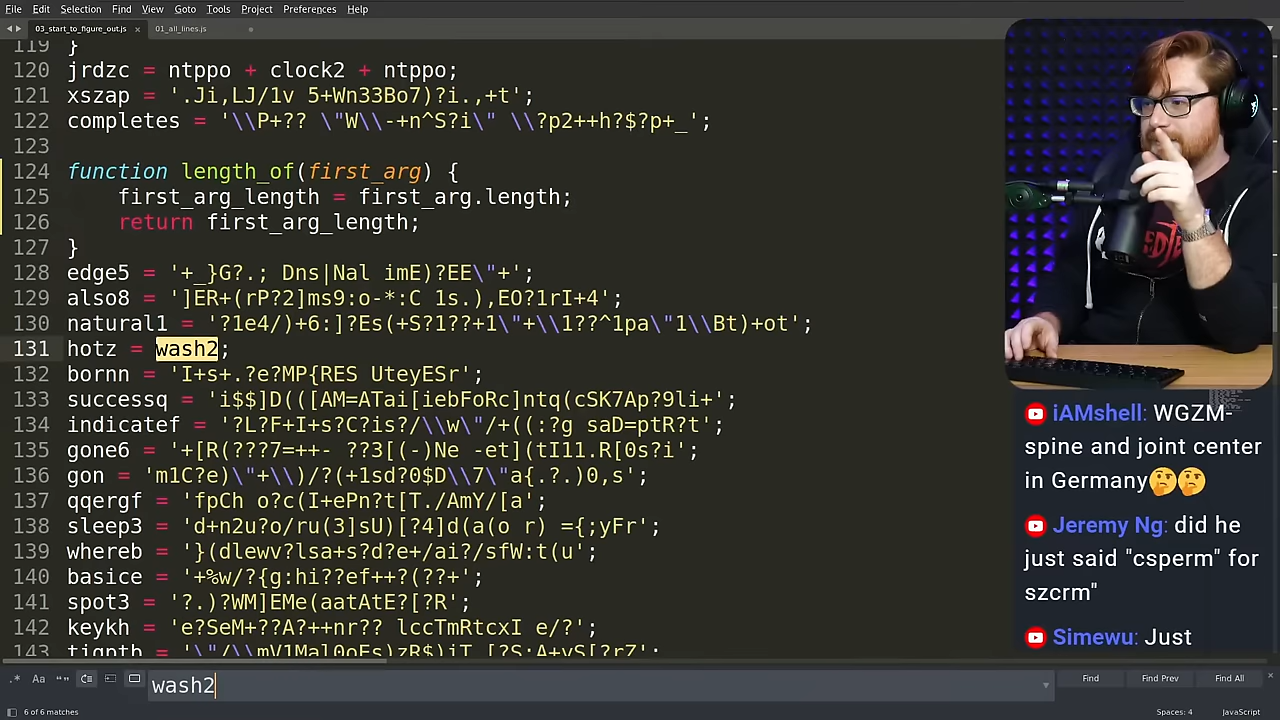 File Edit Selection Find View Goto Tools Project Preferences Help
03_start_to_figure_out.js × 01_all_lines.js
119 }
120 jrdzc = ntppo + clock2 + ntppo;
121 xszap = '.Ji,LJ/1v 5+Wn33Bo7)?i.,+t';
122 completes = '\\P+?? \"W\\-+n^S?i\" \\?p2++h?$?p+_';
123
124 function length_of(first_arg) {
125 first_arg_length = first_arg.length;
126 return first_arg_length;
127 }
128 edge5 = '+_}G?.; Dns|Nal imE)?EE\"+';
129 also8 = ']ER+(rP?2]ms9:o-*:C 1s.),EO?1rI+4';
130 natural1 = '?1e4/)+6:]?Es(+S?1??+1\"+\\1??^1pa\"1\\Bt)+ot';
131 hotz = wash2;
132 bornn = 'I+s+.?e?MP{RES UteyESr';
133 successq = 'i$$]D(([AM=ATai[iebFoRc]ntq(cSK7Ap?9li+';
134 indicatef = '?L?F+I+s+C?is?/\\w\"/+((:?g saD=ptR?t';
135 gone6 = '+[R(???7=++- ??3[(-)Ne -et](tI11.R[0s?i';
136 gon = 'm1C?e)\"+\\)/?(+1sd?0$D\\7\"a{.?.)0,s';
137 qqergf = 'fpCh o?c(I+ePn?t[T./AmY/[a';
138 sleep3 = 'd+n2u?o/ru(3]sU)[?4]d(a(o r) ={;yFr';
139 whereb = '}(dlewv?lsa+s?d?e+/ai?/sfW:t(u';
140 basice = '+%w/?{g:hi??ef++?(??+';
141 spot3 = '?.)?WM]EMe(aatAtE?[?R';
142 keykh = 'e?SeM+??A?++nr?? lccTmRtcxI e/?';
143
iAMshell: WGZM-
spine and joint center
in Germany🤔🤔
Jeremy Ng: did he
just said "csperm" for
szcrm"
Simewu: Just
.* Aa "" wash2 Find Find Prev Find All
6 of 6 matches Spaces: 4 JavaScript